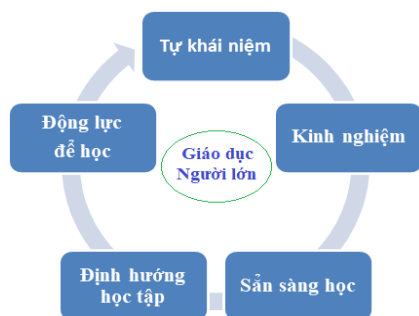 Tự khái niệm
Kinh nghiệm
Sẵn sàng học
Định hướng
học tập
Động lực
để học
Giáo dục
Người lớn